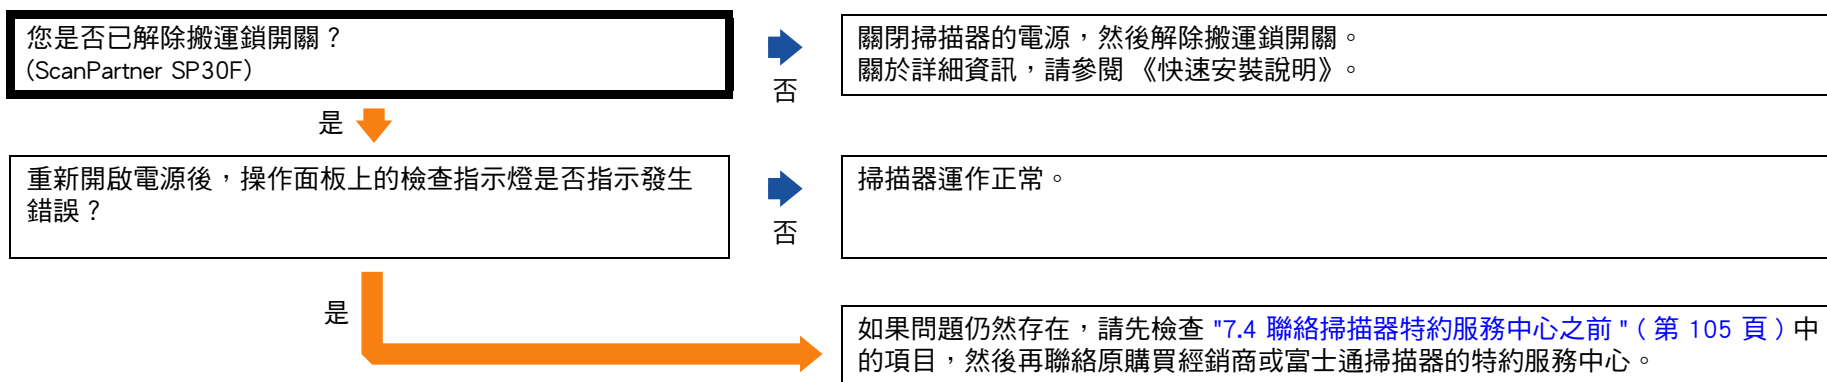 您是否已解除搬運鎖開關？
(ScanPartner SP30F)
否
關閉掃描器的電源，然後解除搬運鎖開關。
關於詳細資訊，請參閱 《快速安裝說明》。
是
重新開啟電源後，操作面板上的檢查指示燈是否指示發生
錯誤？
否
掃描器運作正常。
是
如果問題仍然存在，請先檢查 "7.4 聯絡掃描器特約服務中心之前 " ( 第 105 頁 ) 中
的項目，然後再聯絡原購買經銷商或富士通掃描器的特約服務中心。